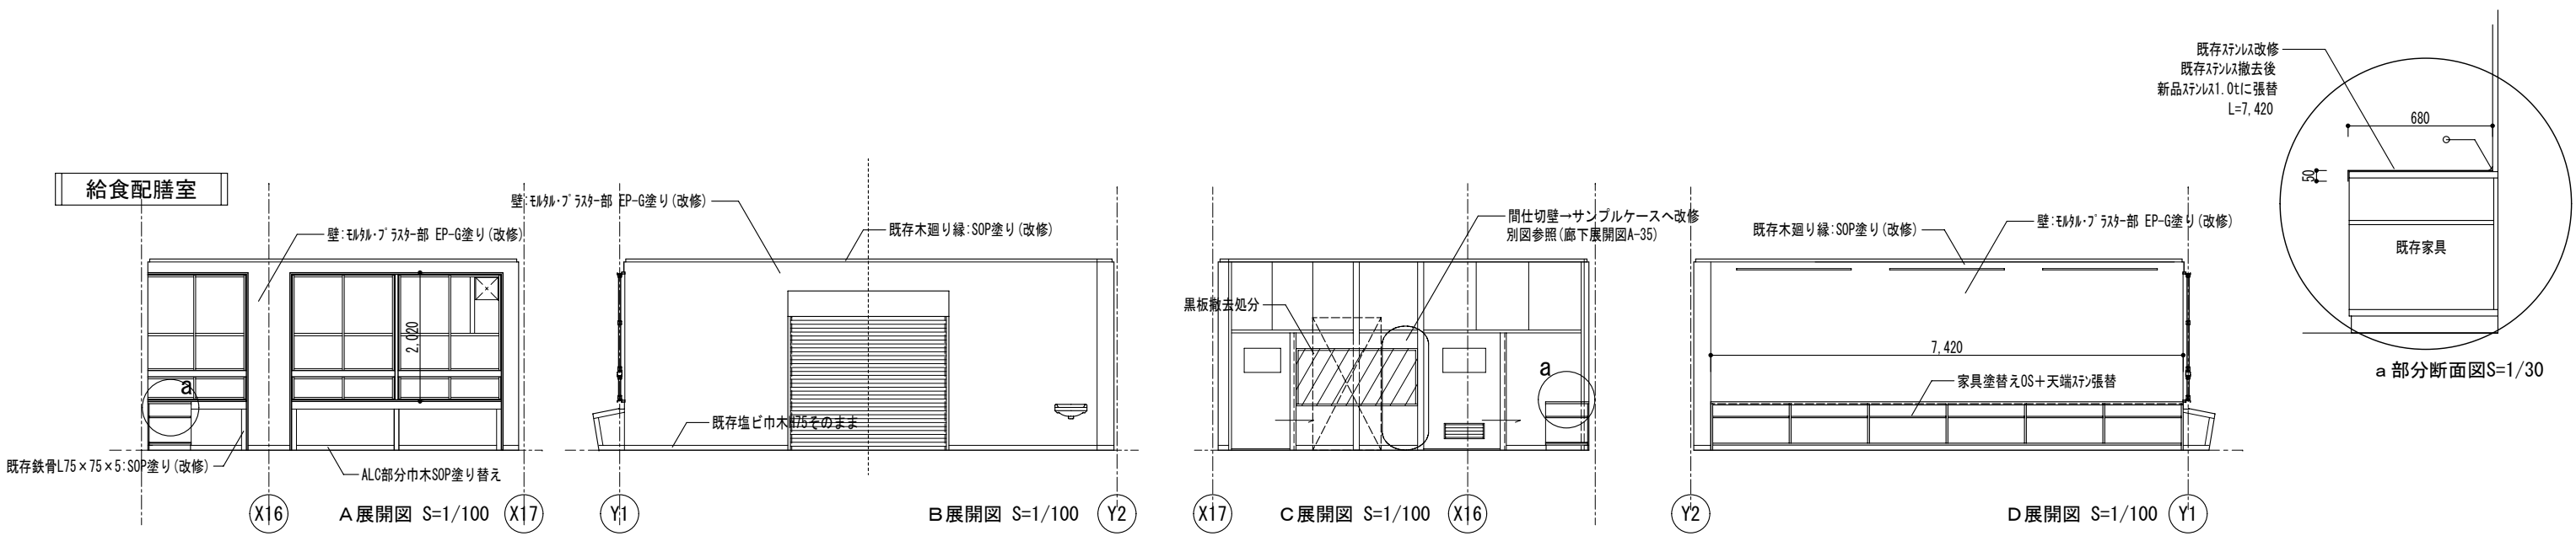 給食配膳室
壁:ﾓﾙﾀﾙ・ﾌﾟﾗｽﾀｰ部 EP-G塗り(改修)
2,020
a
既存鉄骨L75×75×5:SOP塗り(改修)
ALC部分巾木SOP塗り替え
X16
A展開図 S=1/100
X17
壁:ﾓﾙﾀﾙ・ﾌﾟﾗｽﾀｰ部 EP-G塗り(改修)
既存木廻り縁:SOP塗り(改修)
既存塩ビ巾木H75そのまま
Y1
B展開図 S=1/100
Y2
間仕切壁→サンプルケースへ改修
別図参照(廊下展開図A-35)
黒板撤去処分
a
X17
C展開図 S=1/100
X16
既存木廻り縁:SOP塗り(改修)
壁:ﾓﾙﾀﾙ・ﾌﾟﾗｽﾀｰ部 EP-G塗り(改修)
7,420
家具塗替えOS+天端ｽﾃﾝ張替
Y2
D展開図 S=1/100
Y1
既存ｽﾃﾝﾚｽ改修
既存ｽﾃﾝﾚｽ撤去後
新品ｽﾃﾝﾚｽ1.0tに張替
L=7,420
680
50
既存家具
a部分断面図S=1/30